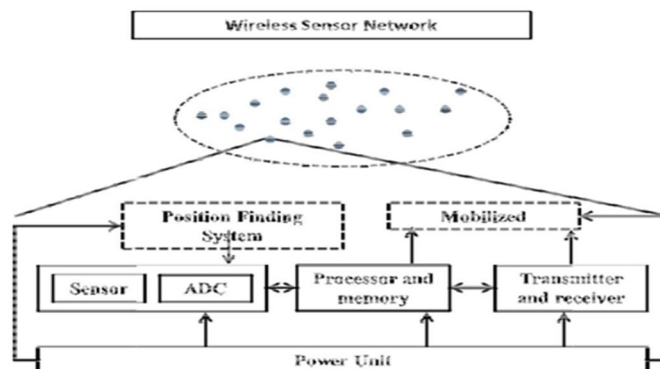 Wireless Sensor Network
Position Finding
System
Mobilized
Sensor
ADC
Processor and
memory
Transmitter
and receiver
Power Unit